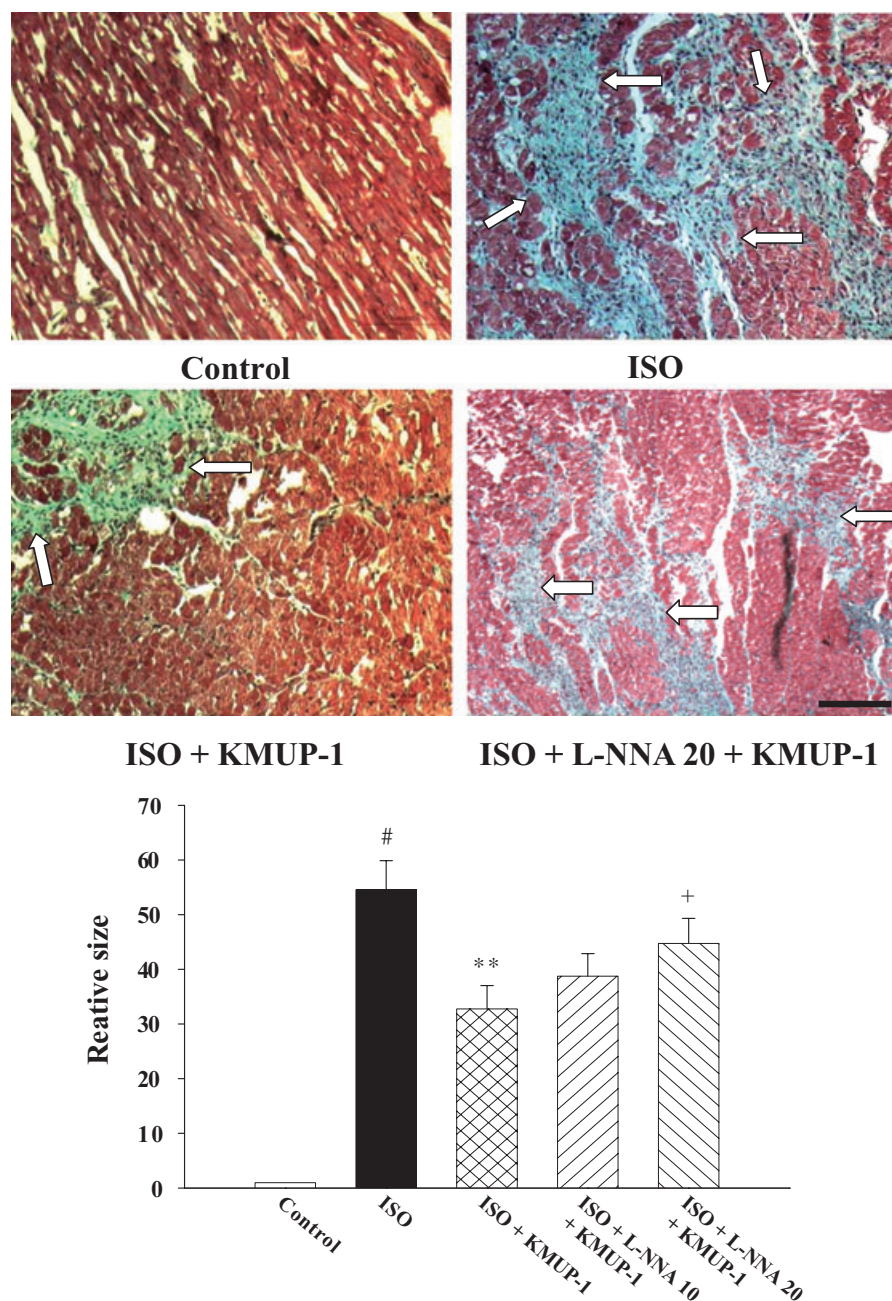 Control
ISO
ISO + KMUP-1
ISO + L-NNA 20 + KMUP-1
Reative size
70
60
50
40
30
20
10
0
#
**
+
Control
ISO
ISO + KMUP-1
ISO + L-NNA 10
+ KMUP-1
ISO + L-NNA 20
+ KMUP-1